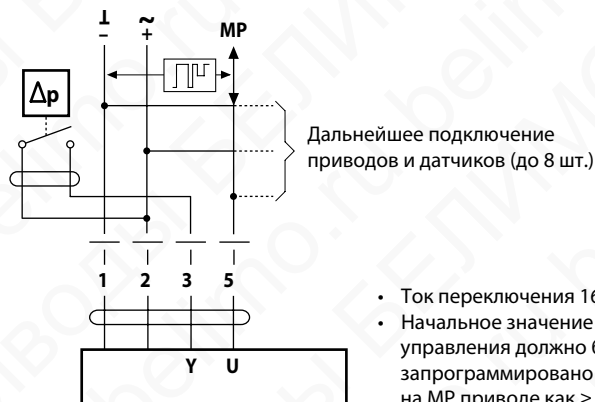 ⊥ ~
– + MP
Δp
Дальнейшее подключение
приводов и датчиков (до 8 шт.)
1 2 3 5
Y U
• Ток переключения 16
• Начальное значение
управления должно
запрограммировано
на МР приводе как ≥